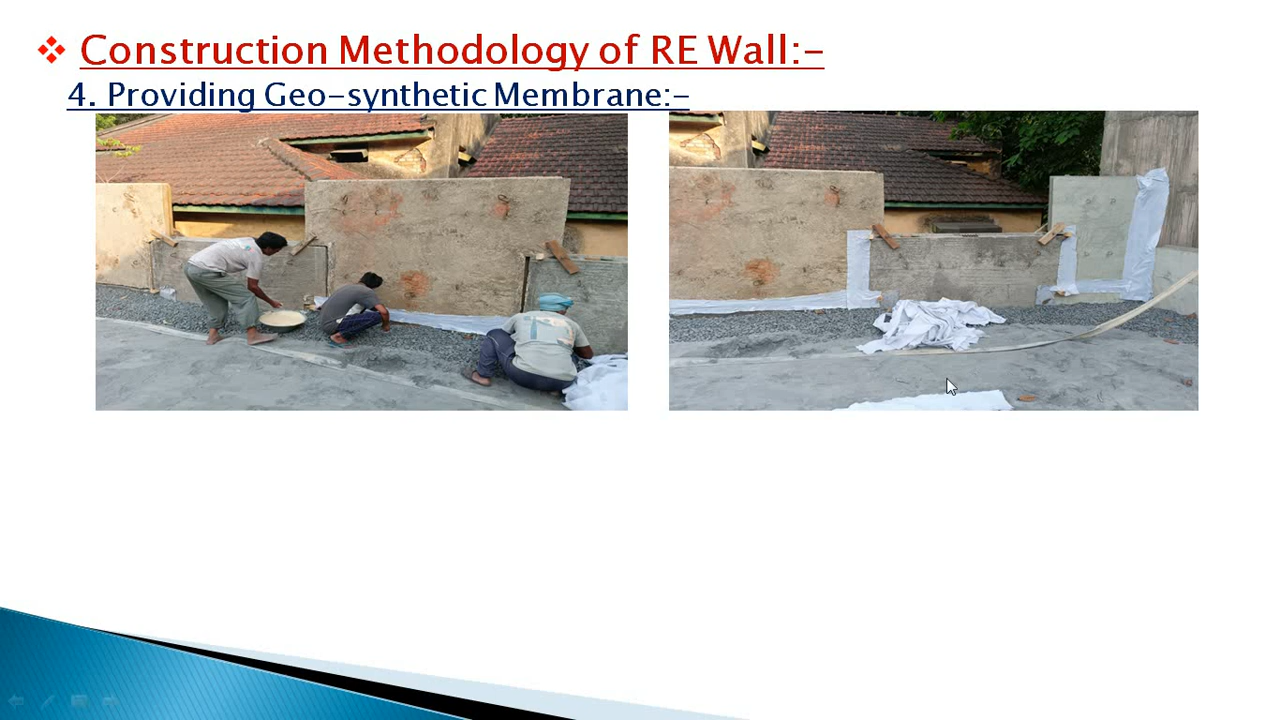 Construction Methodology of RE Wall:-
4. Providing Geo-synthetic Membrane:-